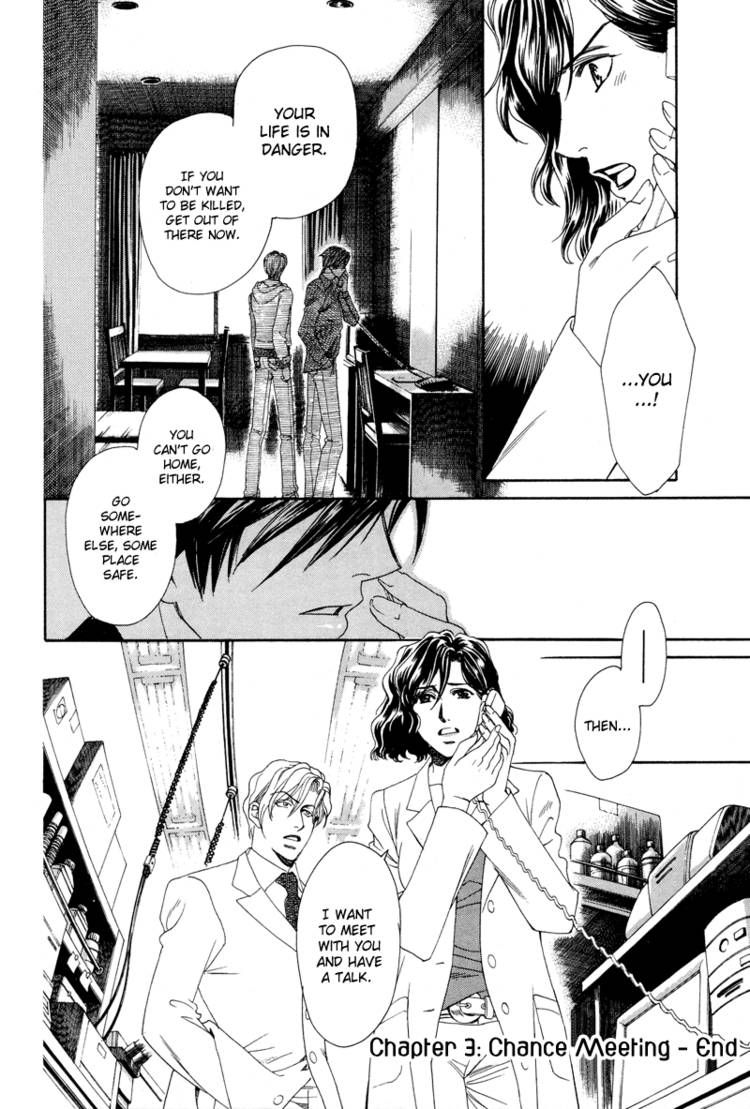 ...YOU
...!
YOUR
LIFE IS IN
DANGER.
IF YOU
DON'T WANT
TO BE KILLED,
GET OUT OF
THERE NOW.
YOU
CAN'T GO
HOME,
EITHER.
GO
SOME-
WHERE
ELSE, SOME
PLACE
SAFE.
THEN...
I WANT
TO MEET
WITH YOU
AND HAVE
A TALK.
Chapter 3: Chance Meeting - End